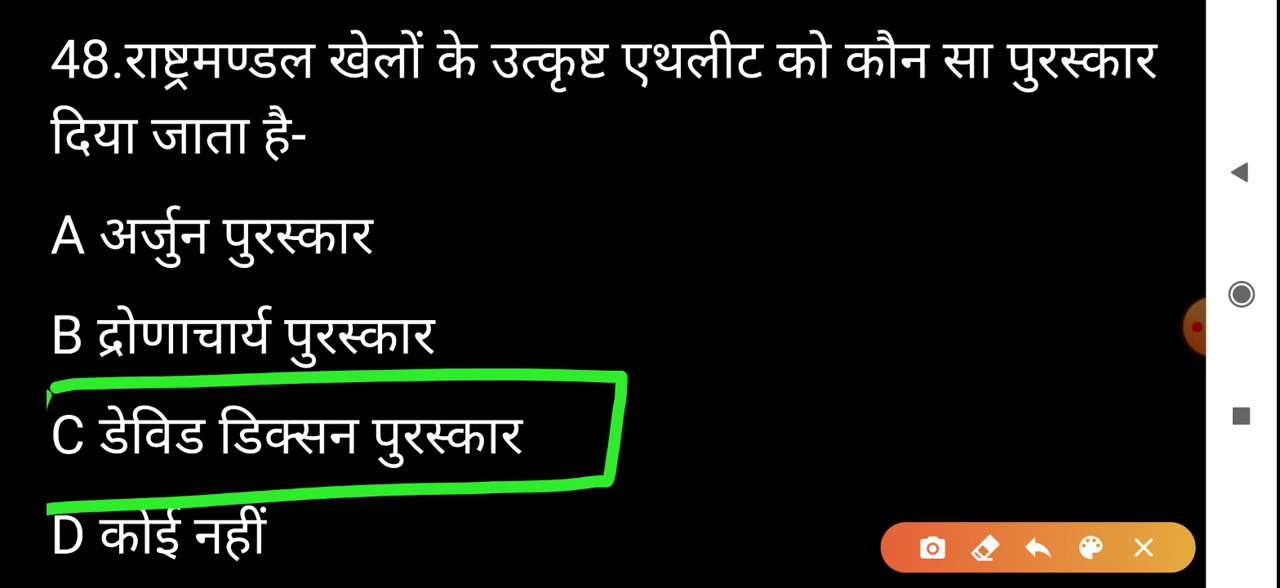 48.राष्ट्रमण्डल खेलों के उत्कृष्ट एथलीट को कौन सा पुरस्कार
दिया जाता है-
A अर्जुन पुरस्कार
B द्रोणाचार्य पुरस्कार
C डेविड डिक्सन पुरस्कार
D कोई नहीं